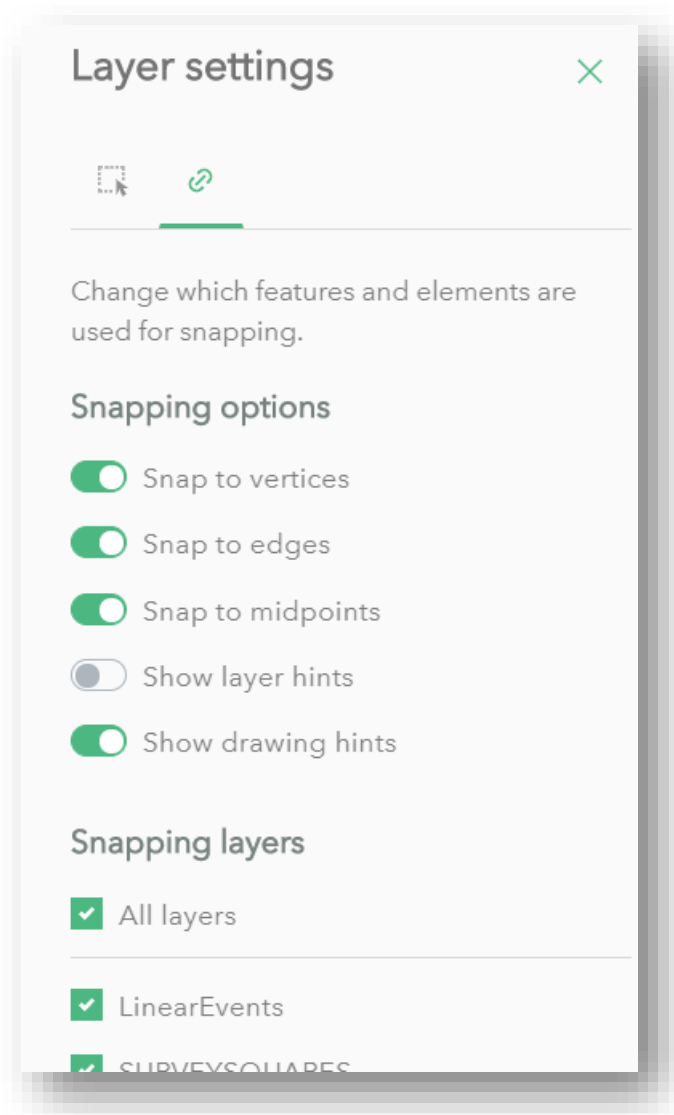 Layer settings
Change which features and elements are
used for snapping.
Snapping options
Snap to vertices
Snap to edges
Snap to midpoints
Show layer hints
Show drawing hints
Snapping layers
All layers
LinearEvents
SURVEYSQUARES